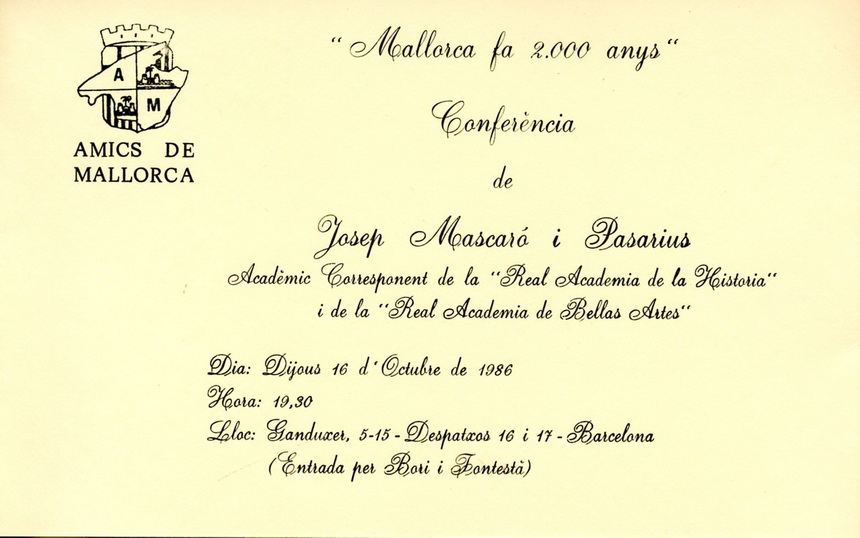 A
M
AMICS DE
MALLORCA
"Mallorca fa 2.000 anys"
Conferència
de
Josep Mascaró i Pasarius
Acadèmic Corresponent de la "Real Academia de la Historia"
i de la "Real Academia de Bellas Artes"
Dia: Dijous 16 d'Octubre de 1986
Hora: 19,30
Lloc: Ganduxer, 5-15 - Despatxos 16 i 17 - Barcelona
(Entrada per Bori i Fontestà)